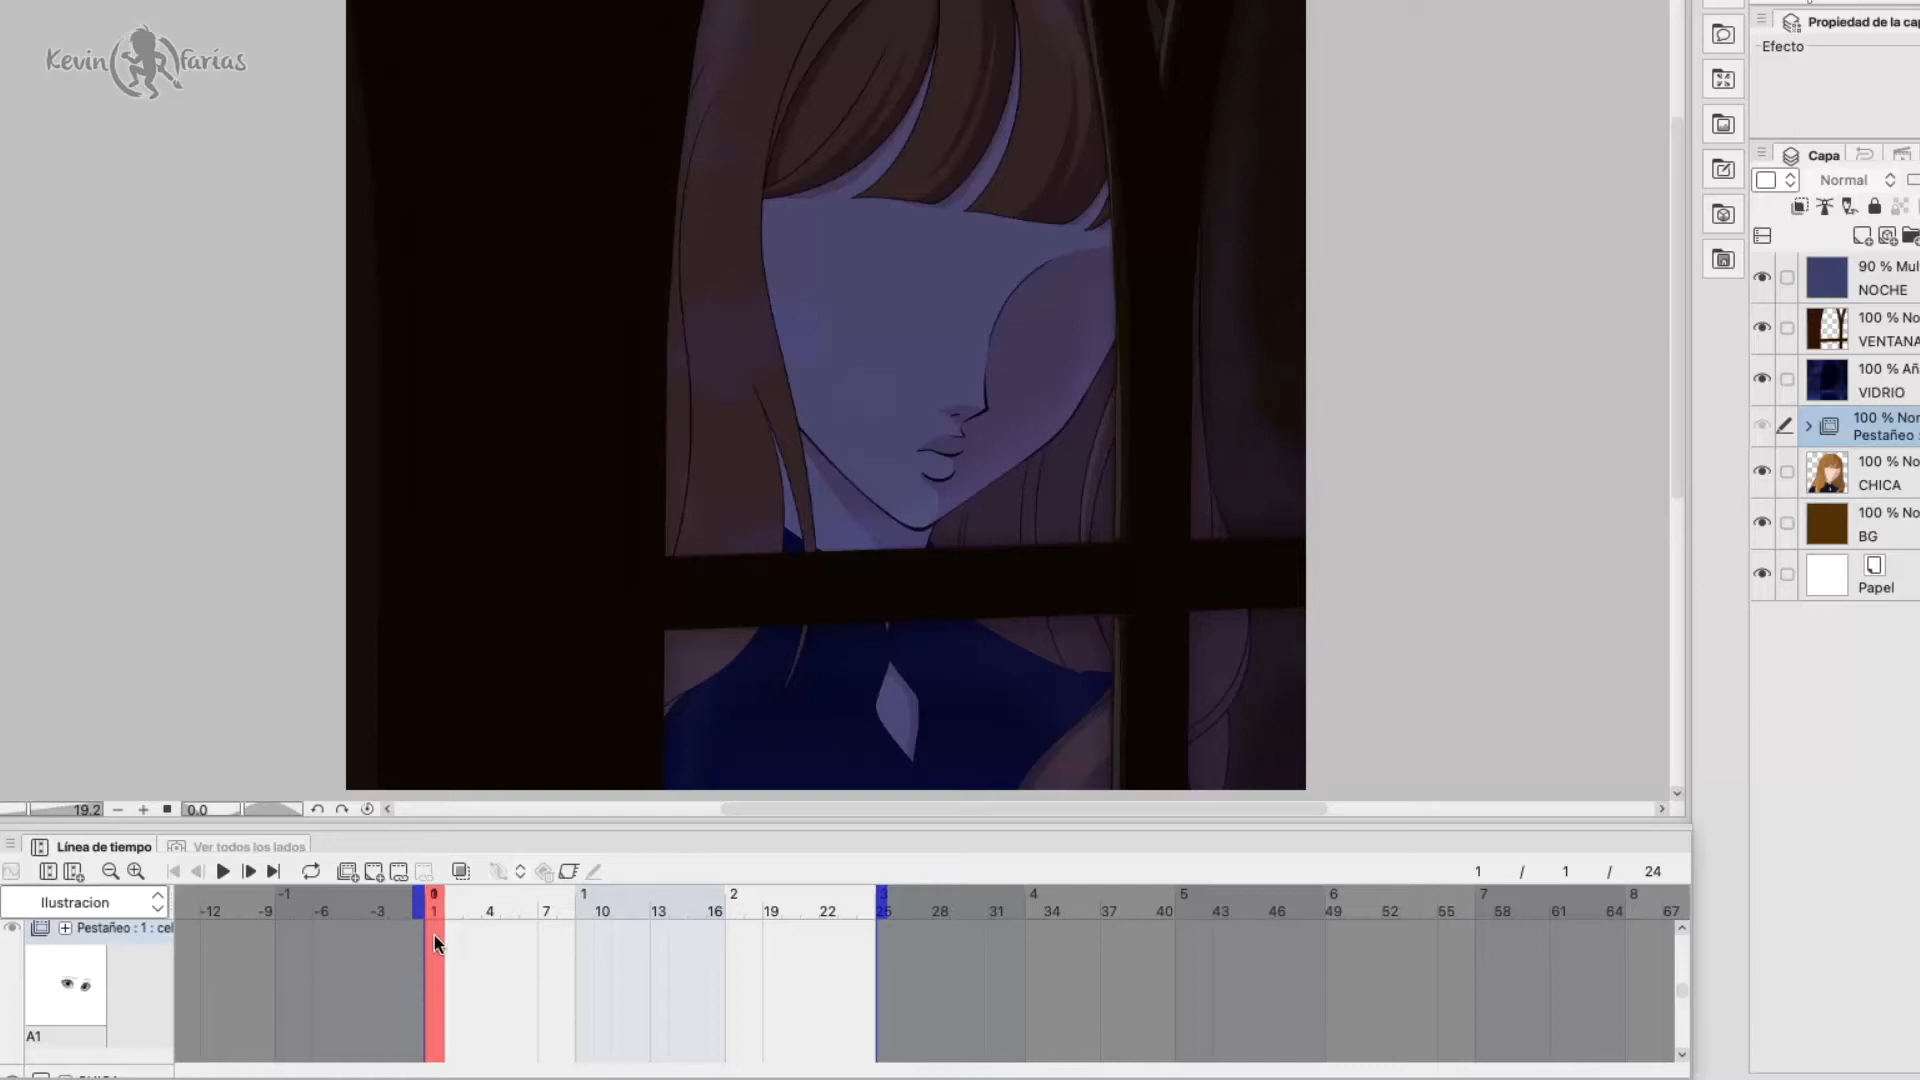 Kevin farías
Propiedad de la cap
Efecto
Capa
Normal
90 % Mul
NOCHE
100 % No
VENTANA
100 % Añ
VIDRIO
100 % Nor
Pestañeo :
100 % No
CHICA
100 % No
BG
Papel
19.2
0.0
Línea de tiempo
Ver todos los lados
1 / 1 / 24
Ilustracion
-1 0 1 2 3 4 5 6 7 8
-12 -9 -6 -3 1 4 7 10 13 16 19 22 25 28 31 34 37 40 43 46 49 52 55 58 61 64 67
Pestañeo : 1 : cel
A1